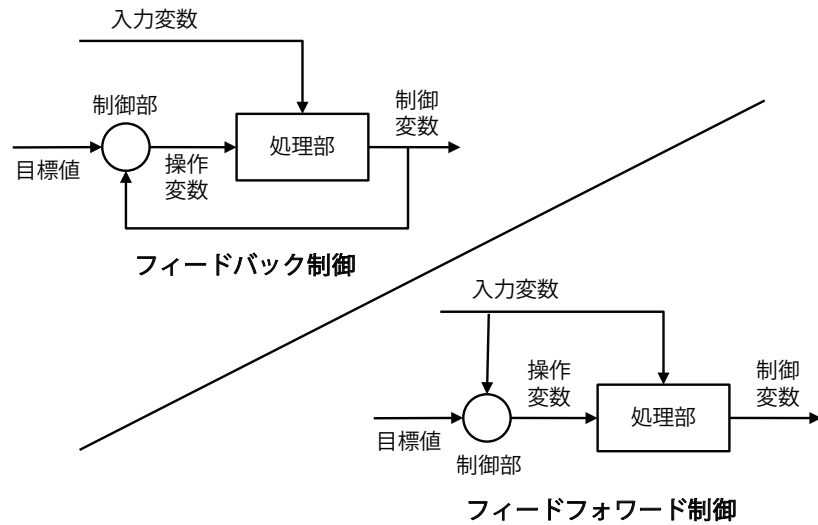 入力変数
制御部
制御
変数
処理部
目標値
操作
変数
フィードバック制御
入力変数
操作
変数
制御
変数
処理部
目標値
制御部
フィードフォワード制御